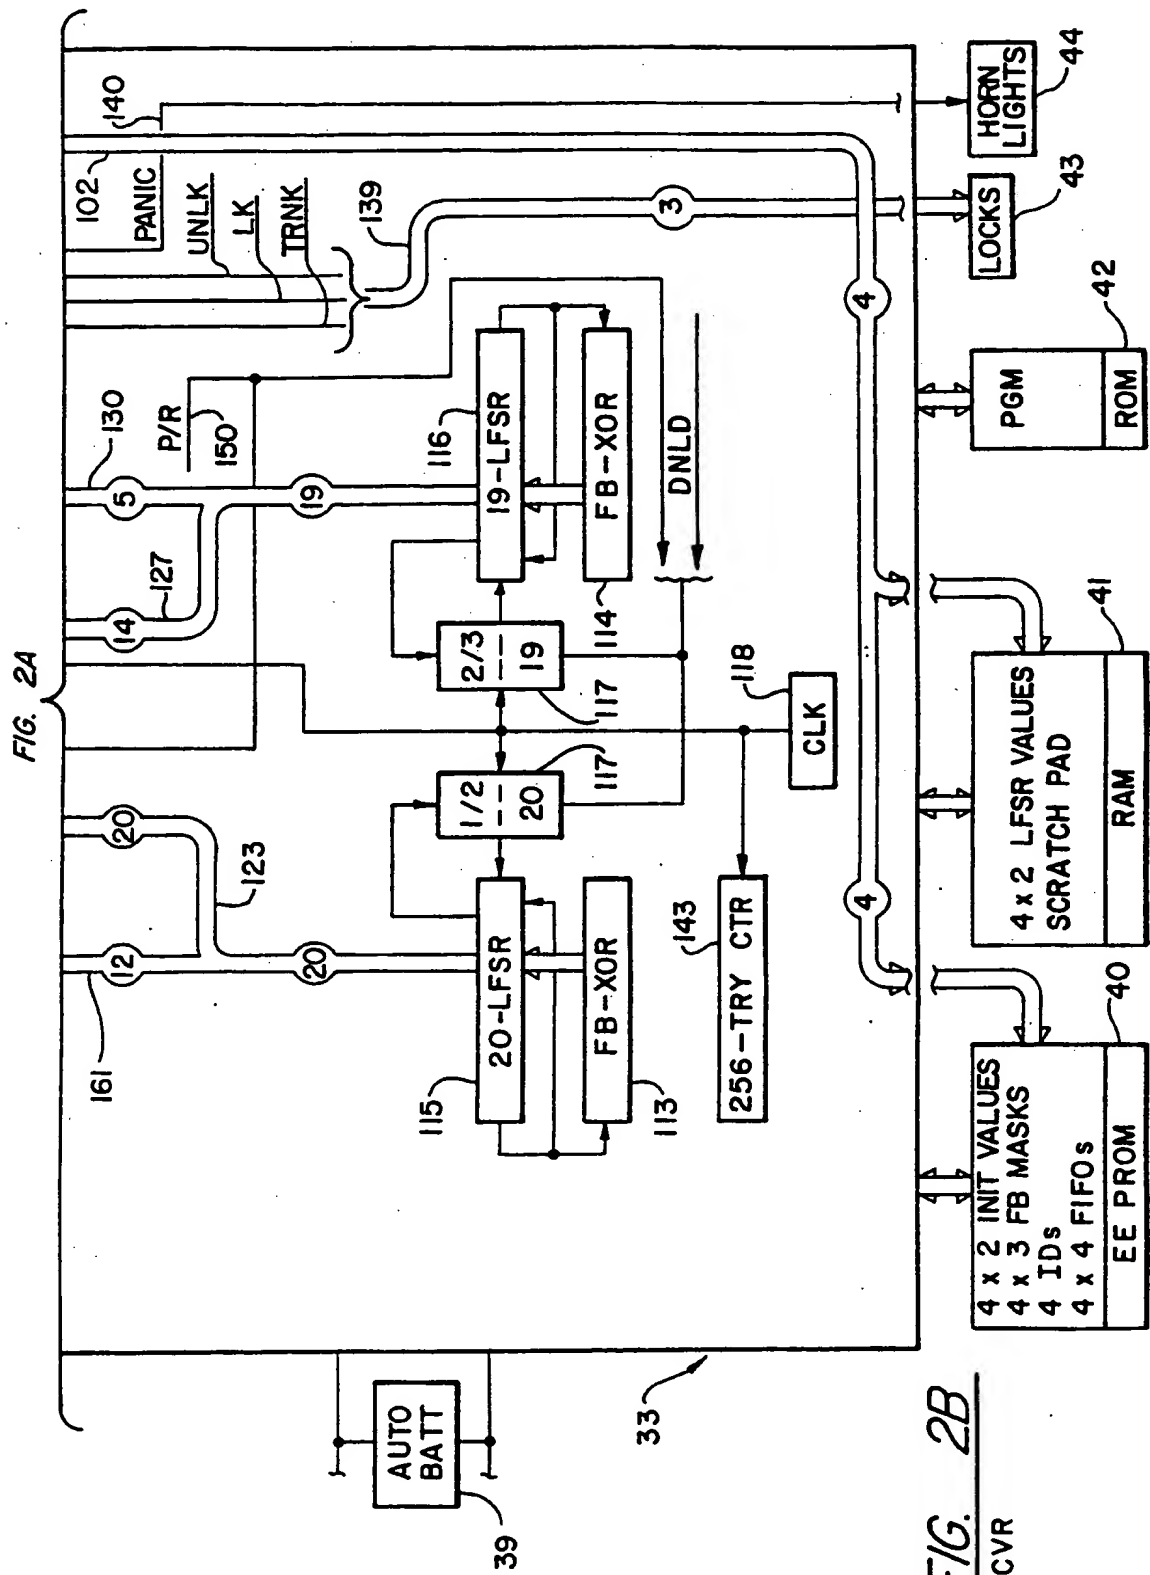 FIG. 2A
161
12
20
123
20
14
127
5
130
19
P/R
150
TRNK
LK
UNLK
PANIC
102
140
139
3
AUTO
BATT
39
33
115
20-LFSR
FB-XOR
113
1/2
20
117
2/3
19
117
116
19-LFSR
FB-XOR
114
DNLD
143
256-TRY CTR
118
CLK
4
4
4 x 2 INIT VALUES
4 x 3 FB MASKS
4 IDs
4 x 4 FIFOs
EE PROM
40
4 x 2 LFSR VALUES
SCRATCH PAD
RAM
41
PGM
ROM
42
LOCKS
43
HORN
LIGHTS
44
FIG. 2B
CVR